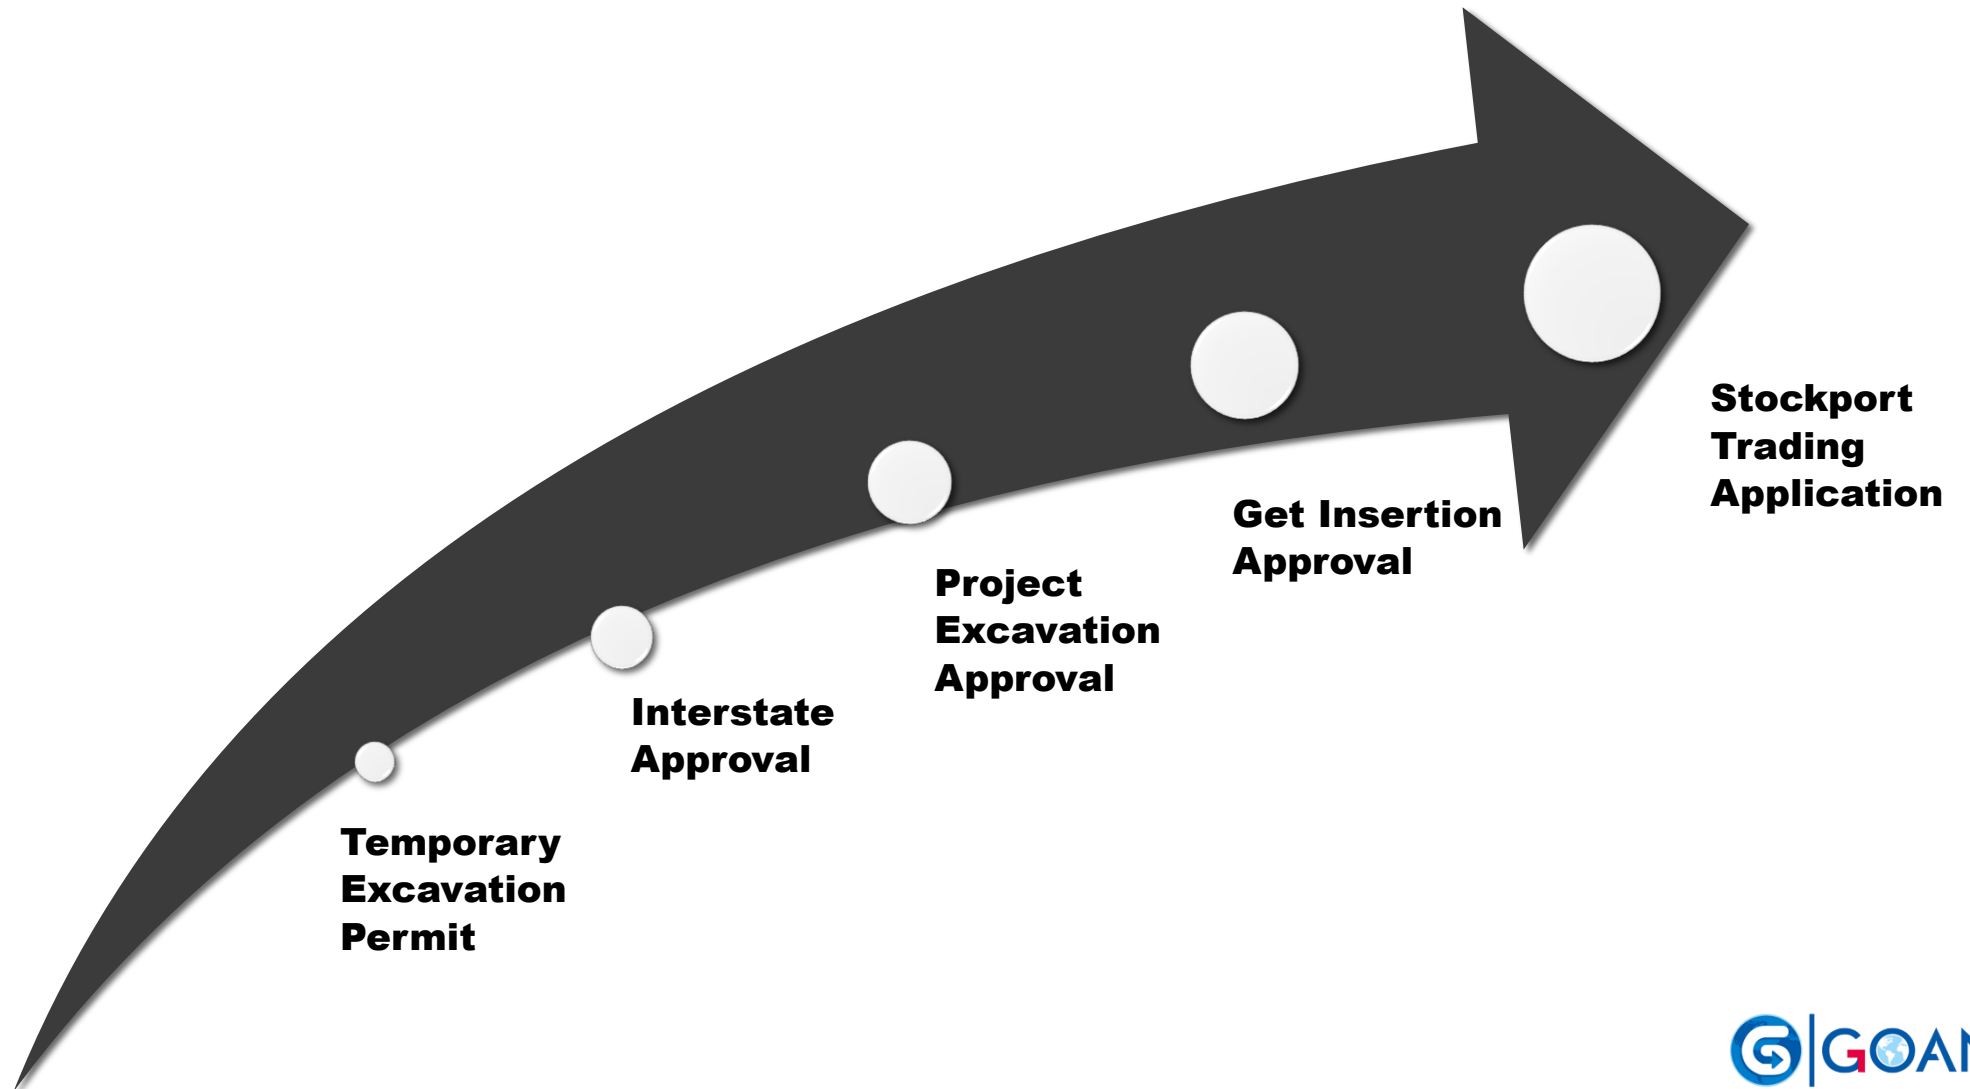 Temporary
Excavation
Permit
Interstate
Approval
Project
Excavation
Approval
Get Insertion
Approval
Stockport
Trading
Application